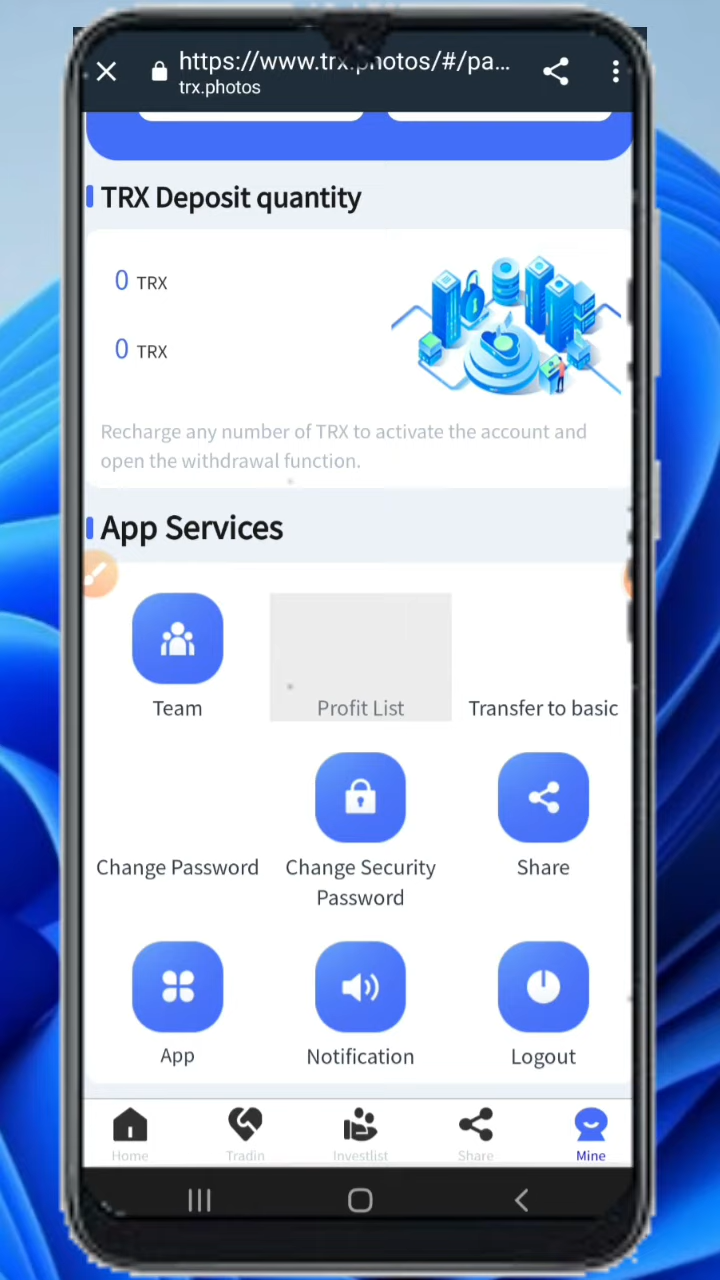 https://www.trx.photos/#/pa...
trx.photos
TRX Deposit quantity
0 TRX
0 TRX
Recharge any number of TRX to activate the account and
open the withdrawal function.
App Services
Team
Profit List
Transfer to basic
Change Password
Change Security
Password
Share
App
Notification
Logout
Home
Tradin
Investlist
Share
Mine